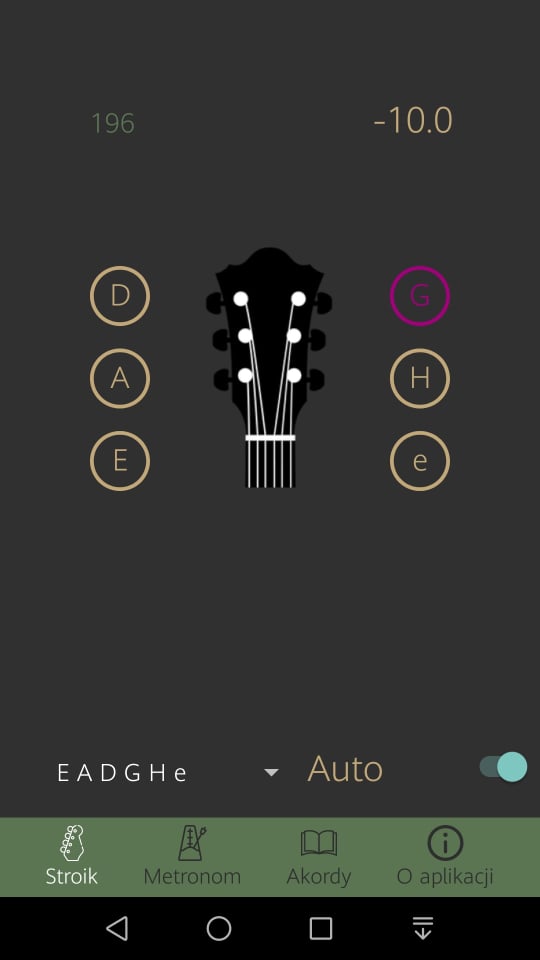 196 -10.0
D G
A H
E e
E A D G H e Auto
Stroik Metronom Akordy O aplikacji